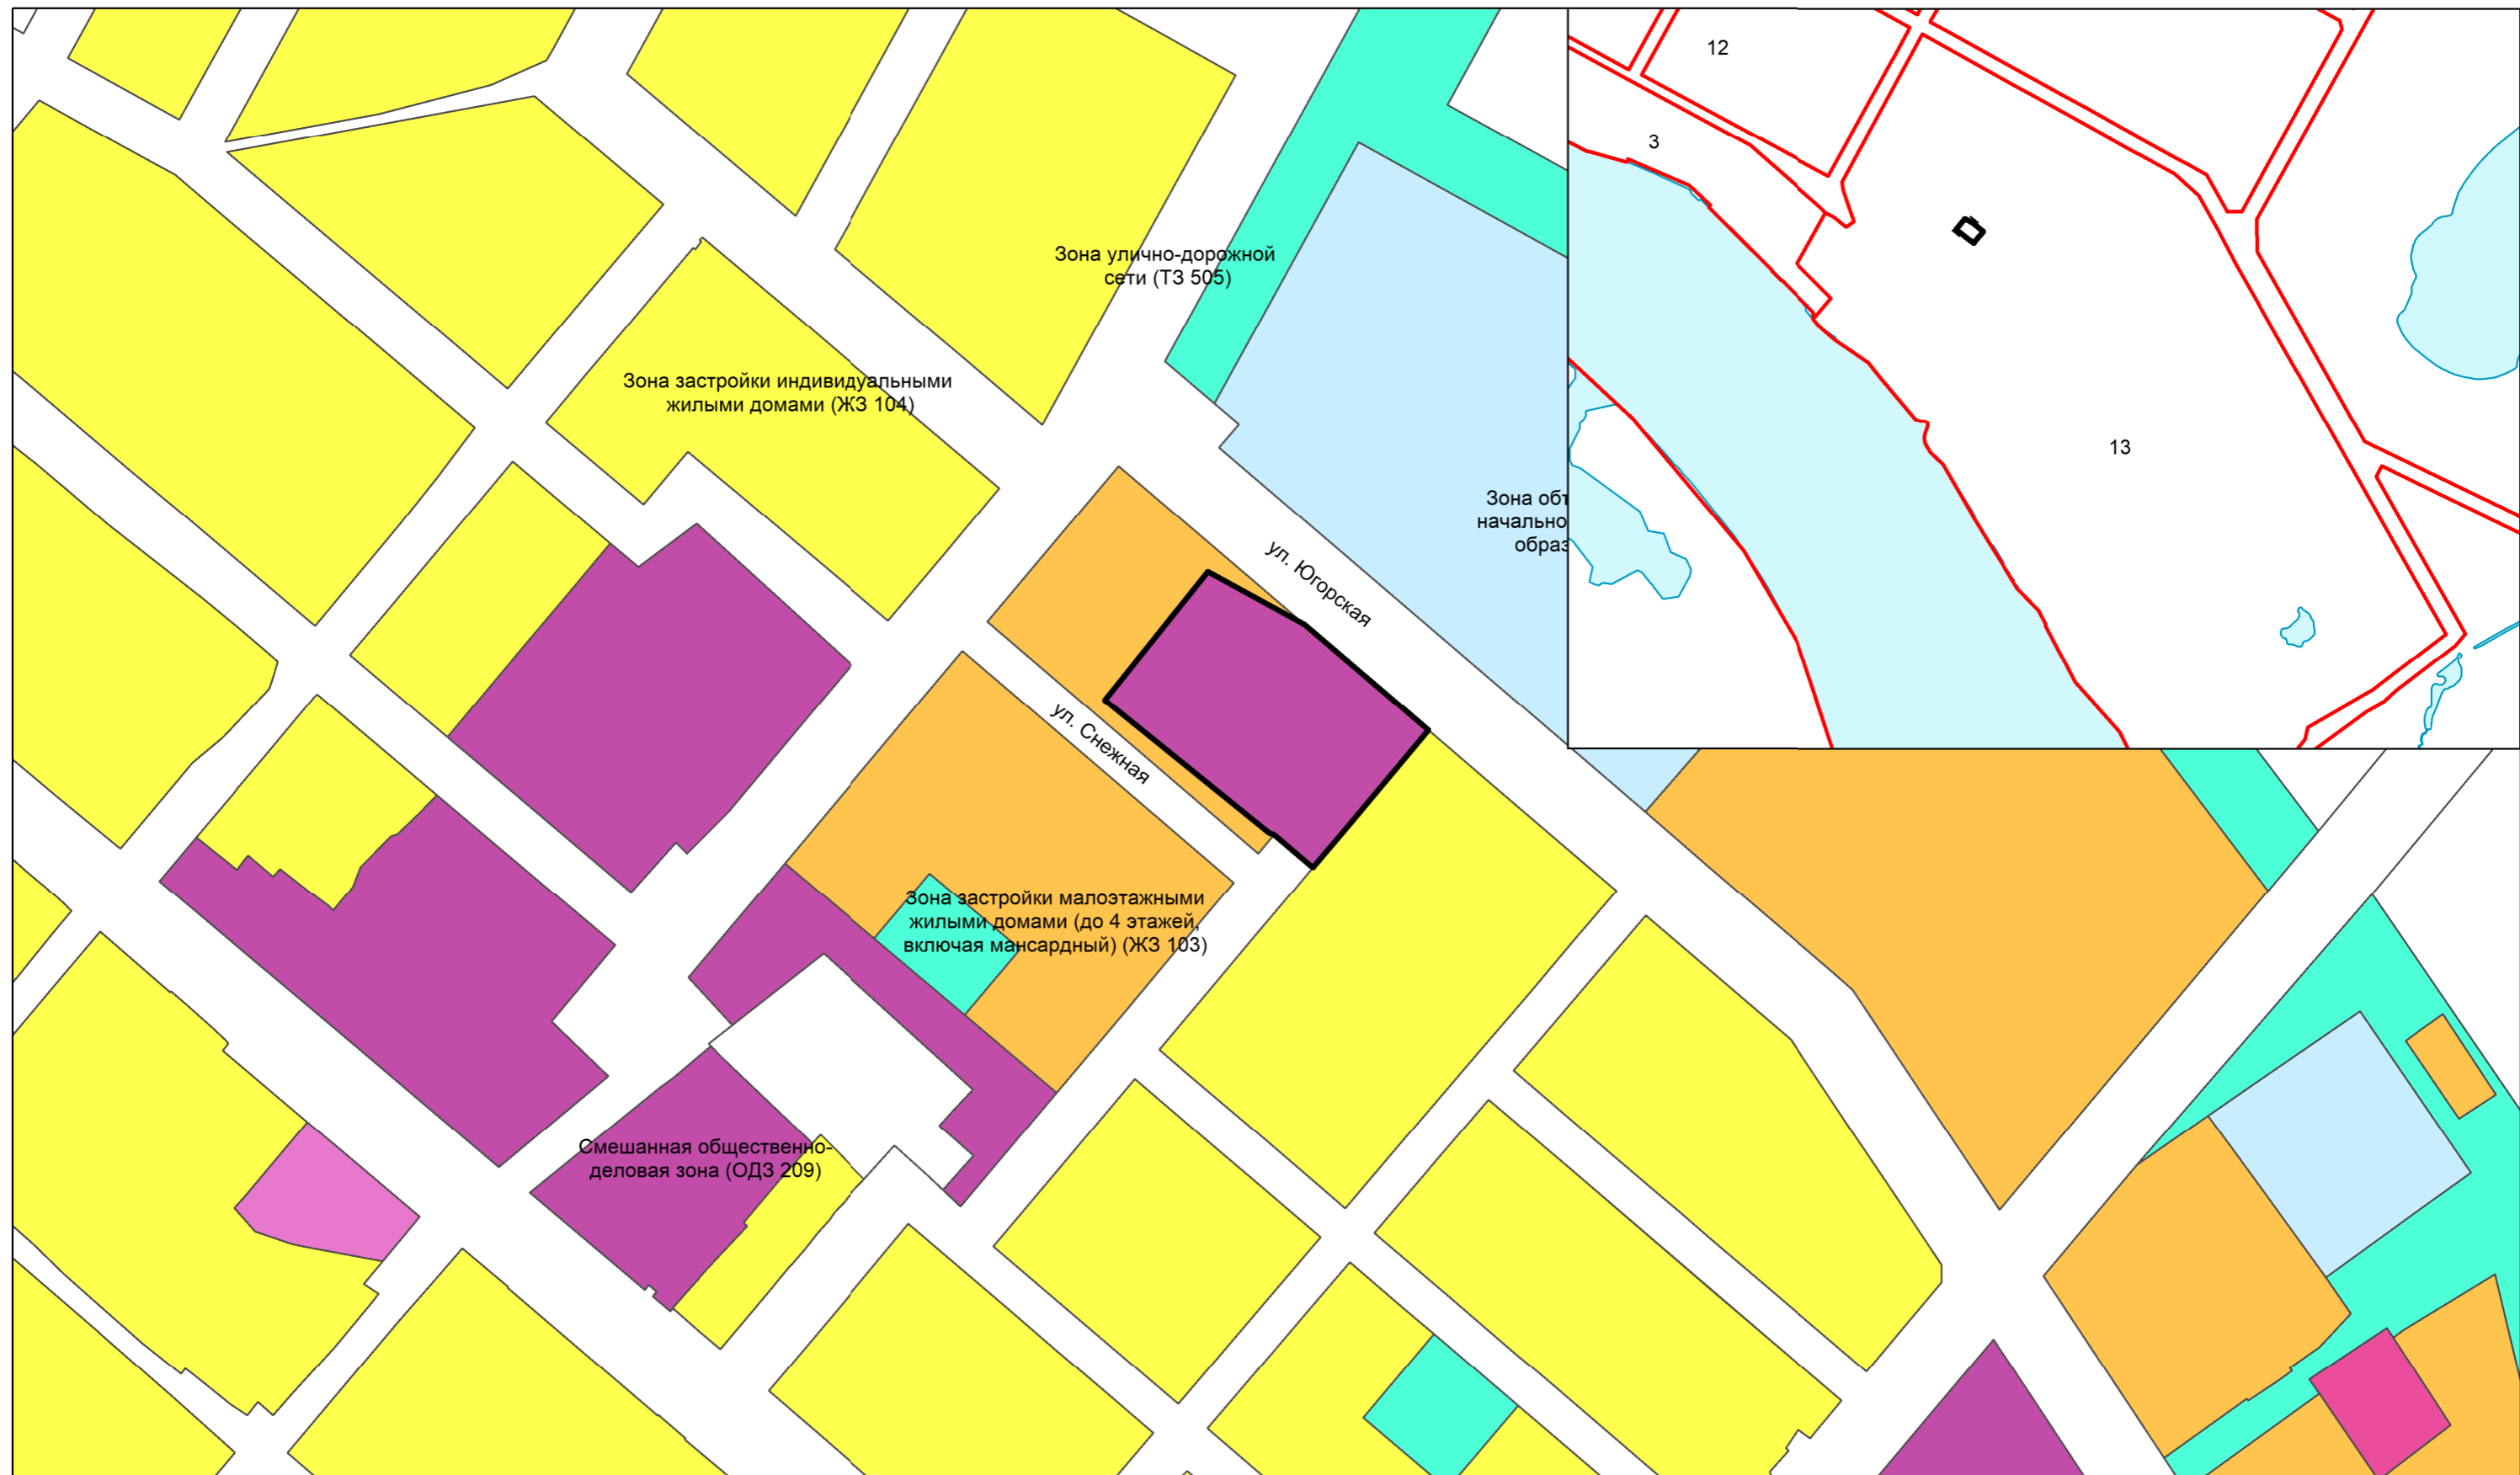 12
3
Зона улично-дорожной
сети (ТЗ 505)
Зона застройки индивидуальными
жилыми домами (ЖЗ 104)
13
Зона об
начально
образ
ул. Югорская
ул. Снежная
Зона застройки малоэтажными
жилыми домами (до 4 этажей,
включая мансардный) (ЖЗ 103)
Смешанная общественно-
деловая зона (ОДЗ 209)